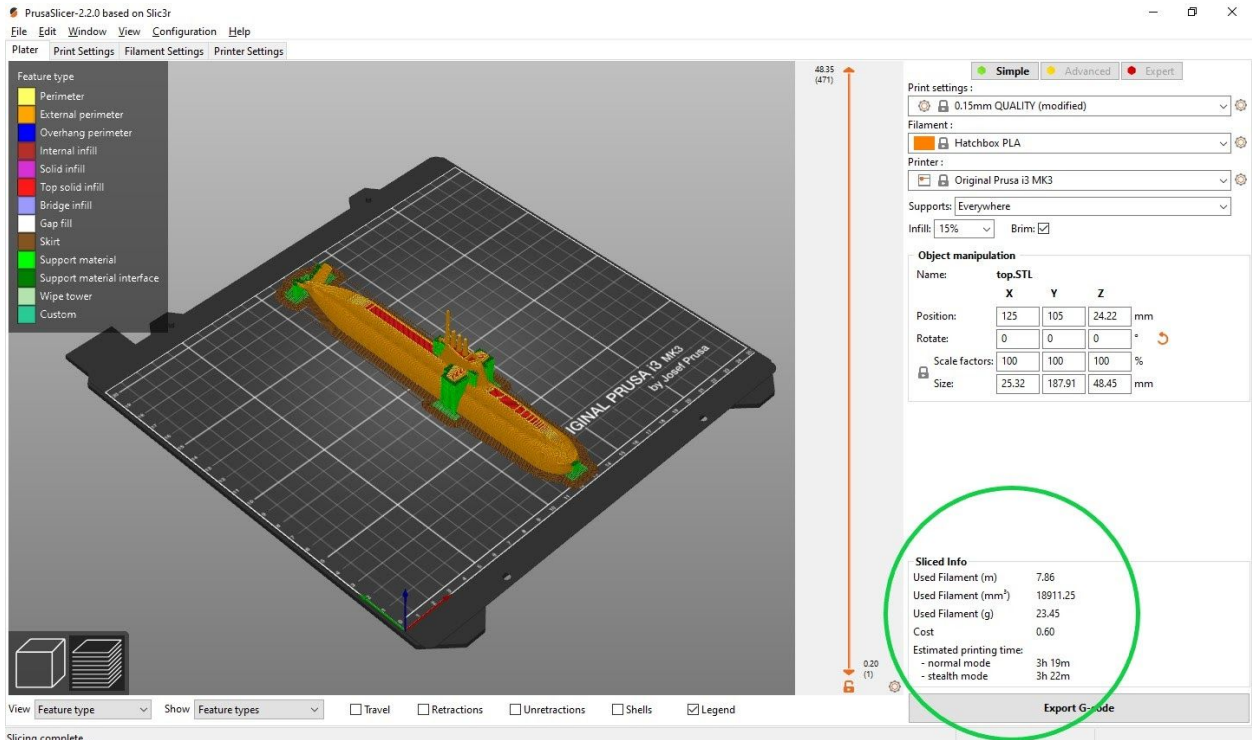 PrusaSlicer-2.2.0 based on Slic3r
File Edit Window View Configuration Help
Plater Print Settings Filament Settings Printer Settings
Feature type
Perimeter
External perimeter
Overhang perimeter
Internal infill
Solid infill
Top solid infill
Bridge infill
Gap fill
Skirt
Support material
Support material interface
Wipe tower
Custom
IGINAL PRUSA i3 MK3
by Josef Prusa
48.35
(471)
0.20
(1)
Simple Advanced Expert
Print settings :
0.15mm QUALITY (modified)
Filament :
Hatchbox PLA
Printer :
Original Prusa i3 MK3
Supports: Everywhere
Infill: 15% Brim:
Object manipulation
Name: top.STL
X Y Z
Position: 125 105 24.22 mm
Rotate: 0 0 0 °
Scale factors: 100 100 100 %
Size: 25.32 187.91 48.45 mm
Sliced Info
Used Filament (m) 7.86
Used Filament (mm³) 18911.25
Used Filament (g) 23.45
Cost 0.60
Estimated printing time:
- normal mode 3h 19m
- stealth mode 3h 22m
Export G-code
View Feature type Show Feature types Travel Retractions Unretractions Shells Legend
Slicing complete